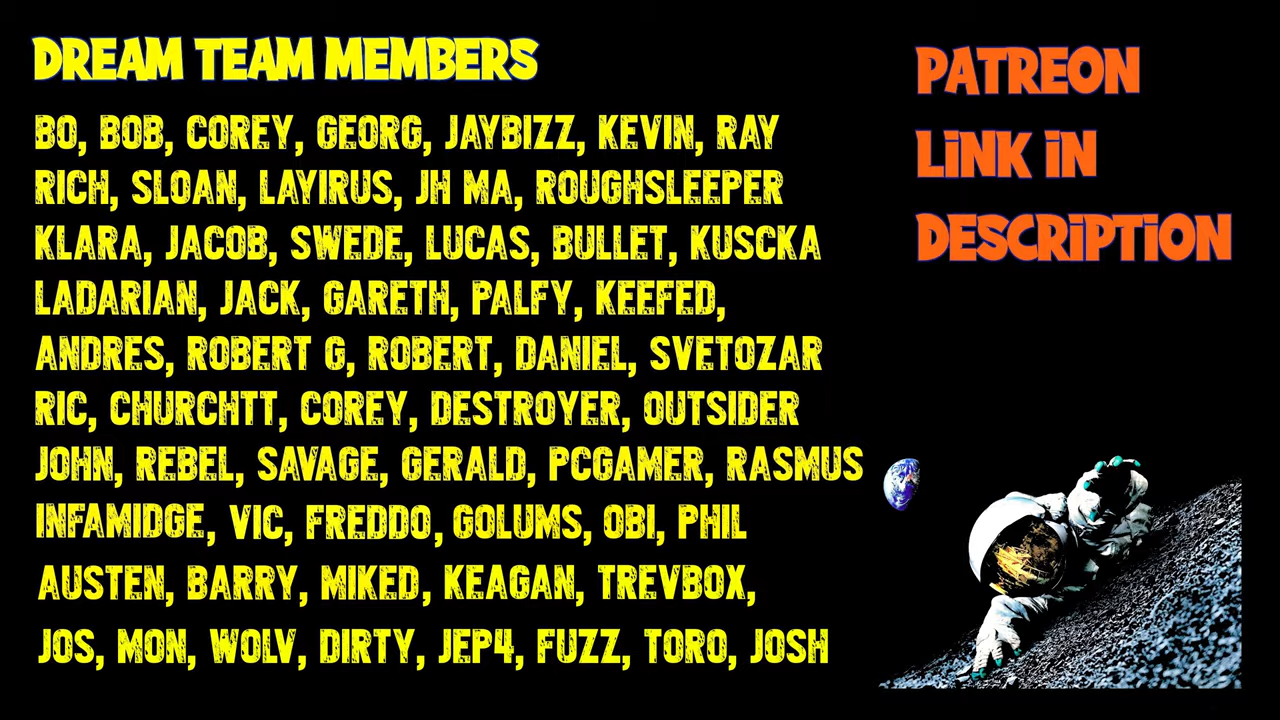 DREAM TEAM MEMBERS
BO, BOB, COREY, GEORG, JAYBIZZ, KEVIN, RAY
RICH, SLOAN, LAYIRUS, JH MA, ROUGHSLEEPER
KLARA, JACOB, SWEDE, LUCAS, BULLET, KUSCKA
LADARIAN, JACK, GARETH, PALFY, KEEFED,
ANDRES, ROBERT G, ROBERT, DANIEL, SVETOZAR
RIC, CHURCHTT, COREY, DESTROYER, OUTSIDER
JOHN, REBEL, SAVAGE, GERALD, PCGAMER, RASMUS
INFAMIDGE, VIC, FREDDO, GOLUMS, OBI, PHIL
AUSTEN, BARRY, MIKED, KEAGAN, TREVBOX,
JOS, MON, WOLV, DIRTY, JEP4, FUZZ, TORO, JOSH
PATREON
LiNK iN
DESCRiPTiON